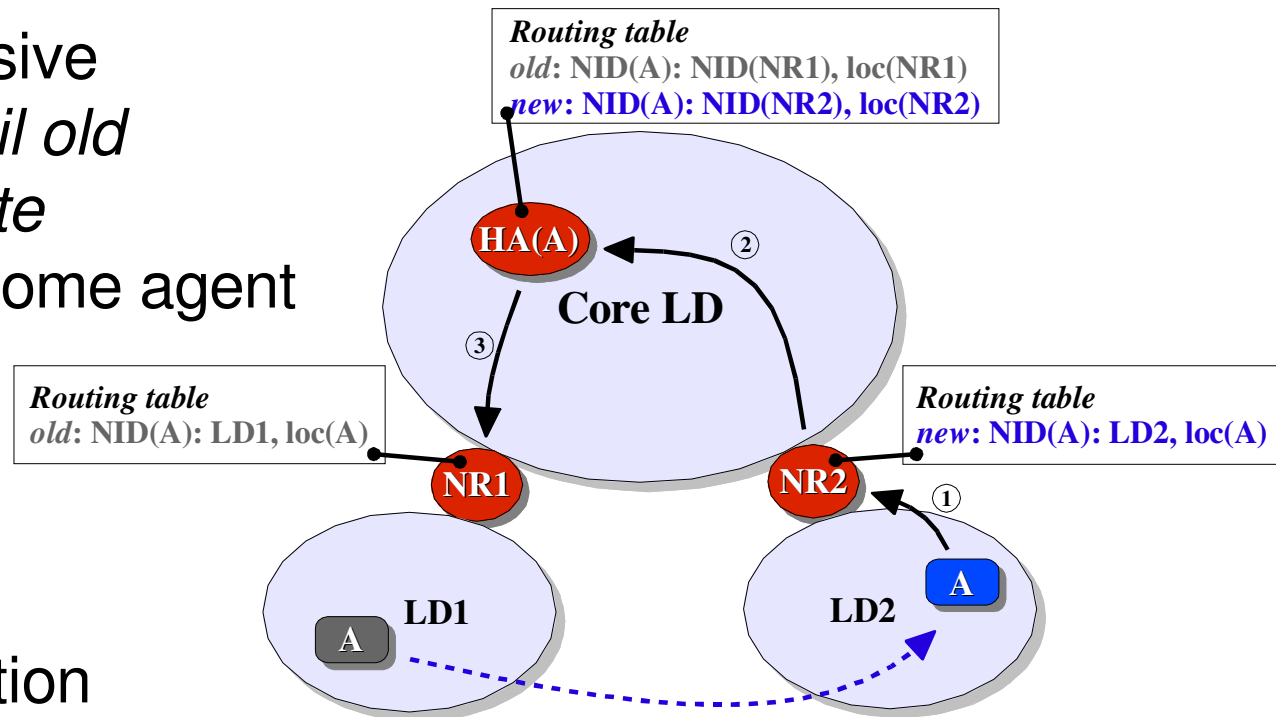 sive
il old
te
ome agent
tion
Routing table
old: NID(A): NID(NR1), loc(NR1)
new: NID(A): NID(NR2), loc(NR2)
HA(A)
②
Core LD
③
Routing table
old: NID(A): LD1, loc(A)
Routing table
new: NID(A): LD2, loc(A)
NR1
NR2
①
A
LD1
LD2
A